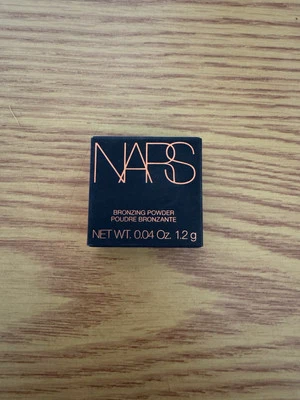 NARS
BRONZING POWDER
POUDRE BRONZANTE
NET WT. 0.04 Oz. 1.2 g